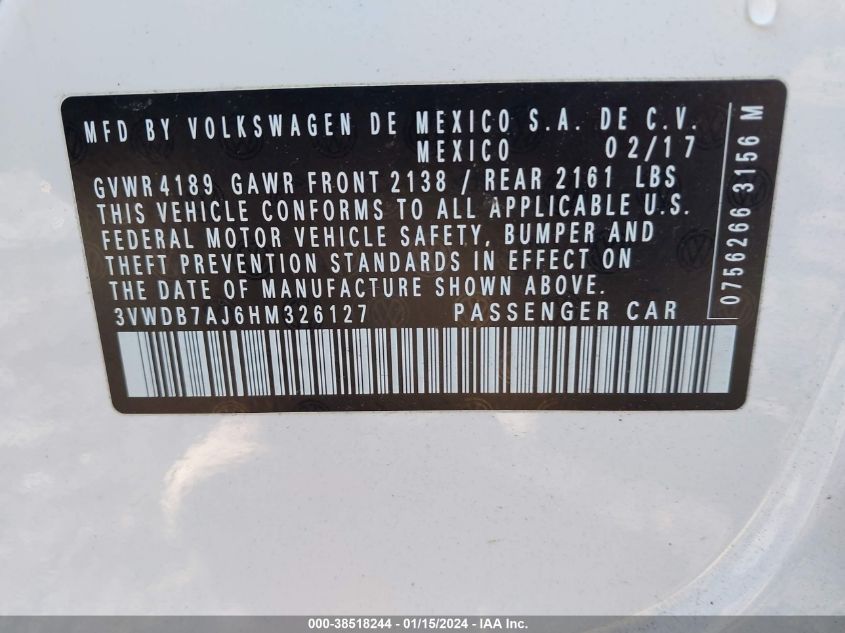 MFD BY VOLKSWAGEN DE MEXICO S.A. DE C.V.
MEXICO 02/17
GVWR 4189 GAWR FRONT 2138 / REAR 2161 LBS
THIS VEHICLE CONFORMS TO ALL APPLICABLE U.S.
FEDERAL MOTOR VEHICLE SAFETY, BUMPER AND
THEFT PREVENTION STANDARDS IN EFFECT ON
THE DATE OF MANUFACTURE SHOWN ABOVE.
3VWDB7AJ6HM326127 PASSENGER CAR
0756266 3156 M
000-38518244 - 01/15/2024 - IAA Inc.